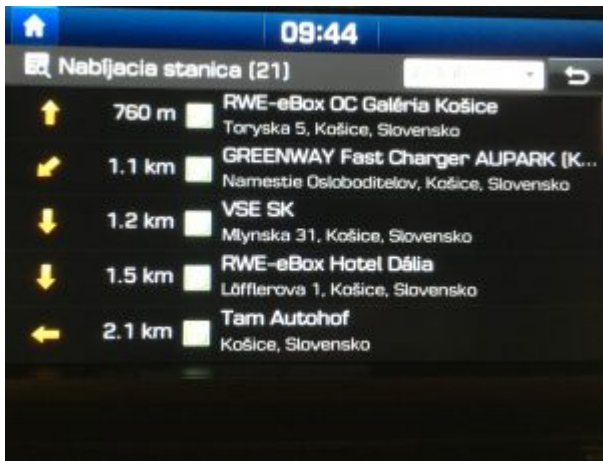 09:44
Nabíjacia stanica (21)
760 m
RWE-eBox OC Galéria Košice
Toryska 5, Košice, Slovensko
1.1 km
GREENWAY Fast Charger AUPARK (K...
Namestie Osloboditelov, Košice, Slovensko
1.2 km
VSE SK
Mlynska 31, Košice, Slovensko
1.5 km
RWE-eBox Hotel Dália
Löfflerova 1, Košice, Slovensko
2.1 km
Tam Autohof
Košice, Slovensko